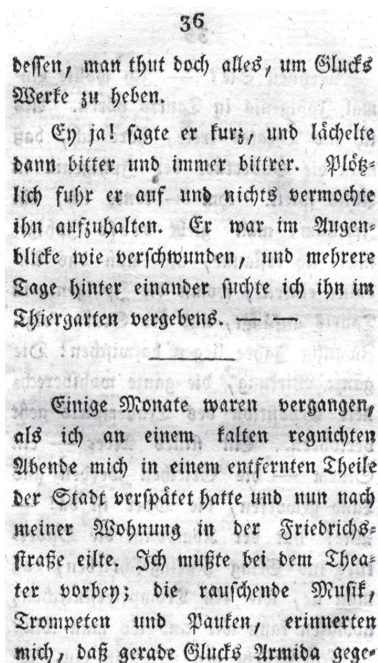 36
dessen, man thut doch alles, um Glucks
Werke zu heben.
Ey ja! sagte er kurz, und lächelte
dann bitter und immer bittrer. Plötz-
lich fuhr er auf und nichts vermochte
ihn aufzuhalten. Er war im Augen-
blicke wie verschwunden, und mehrere
Tage hinter einander suchte ich ihn im
Thiergarten vergebens. — —
Einige Monate waren vergangen,
als ich an einem kalten regnichten
Abende mich in einem entfernten Theile
der Stadt verspätet hatte und nun nach
meiner Wohnung in der Friedrichs-
straße eilte. Ich mußte bei dem Thea-
ter vorbey; die rauschende Musik,
Trompeten und Pauken, erinnerten
mich, daß gerade Glucks Armida gege-